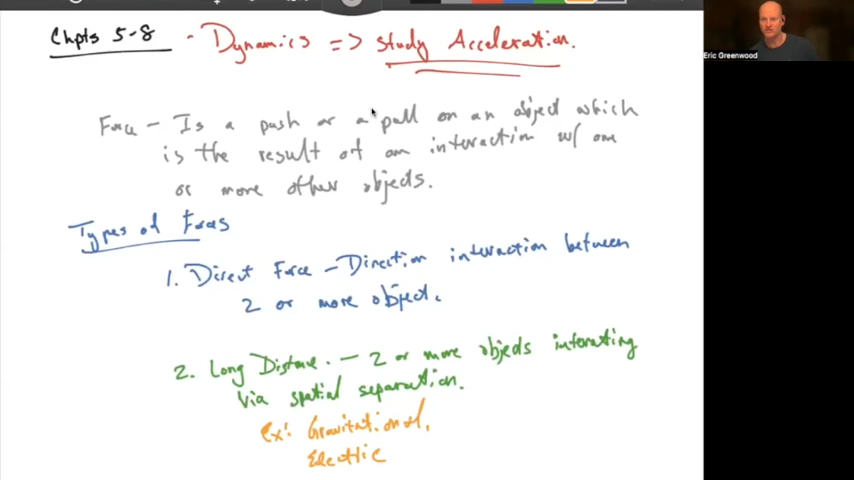 Chpts 5-8 - Dynamics => Study Acceleration.
Eric Greenwood
Force - Is a push or a pull on an object which
is the result of an interaction w/ one
or more other objects.
Types of Forces
1. Direct Force - Direction interaction between
2 or more object.
2. Long Distance. - 2 or more objects interating
via spatial separation.
Ex: Gravitational,
Electric